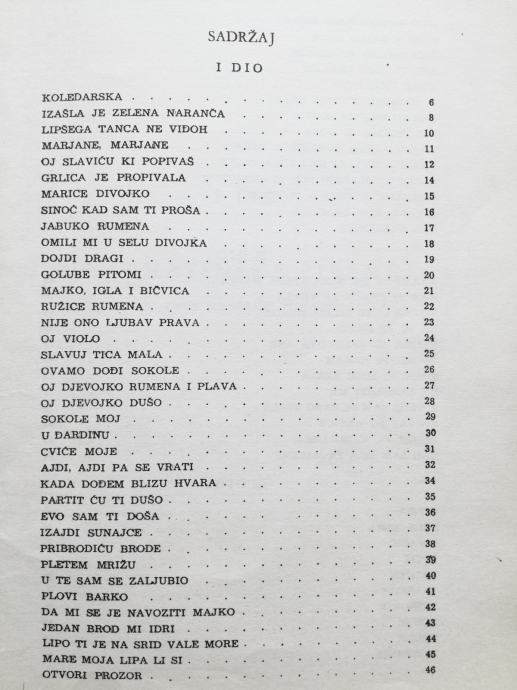 SADRŽAJ
I DIO
KOLEDARSKA . . . . . . . . . . . . . . . 6
IZAŠLA JE ZELENA NARANČA . . . . . . . . . . 8
LIPŠEGA TANCA NE VIĐOH . . . . . . . . . . 10
MARJANE, MARJANE . . . . . . . . . . . . 11
OJ SLAVIĆU KI POPIVAŠ . . . . . . . . . . . 12
GRLICA JE PROPIVALA . . . . . . . . . . . 14
MARICE DIVOJKO . . . . . . . . . . . . . 15
SINOĆ KAD SAM TI PROŠA . . . . . . . . . . . 16
JABUKO RUMENA . . . . . . . . . . . . . 17
OMILI MI U SELU DIVOJKA . . . . . . . . . . 18
DOJDI DRAGI . . . . . . . . . . . . . . 19
GOLUBE PITOMI . . . . . . . . . . . . . 20
MAJKO, IGLA I BIČVICA . . . . . . . . . . . 21
RUŽICE RUMENA . . . . . . . . . . . . . 22
NIJE ONO LJUBAV PRAVA . . . . . . . . . . . 23
OJ VIOLO . . . . . . . . . . . . . . . 24
SLAVUJ TICA MALA . . . . . . . . . . . . 25
OVAMO DOĐI SOKOLE . . . . . . . . . . . . 26
OJ DJEVOJKO RUMENA I PLAVA . . . . . . . . . 27
OJ DJEVOJKO DUŠO . . . . . . . . . . . . 28
SOKOLE MOJ . . . . . . . . . . . . . . 29
U ĐARDINU . . . . . . . . . . . . . . . 30
CVIĆE MOJE . . . . . . . . . . . . . . 31
AJDI, AJDI PA SE VRATI . . . . . . . . . . . 32
KADA DOĐEM BLIZU HVARA . . . . . . . . . . 34
PARTIT ĆU TI DUŠO . . . . . . . . . . . . 35
EVO SAM TI DOŠA . . . . . . . . . . . . . 36
IZAJDI SUNAJCE . . . . . . . . . . . . . 37
PRIBRODIĆU BRODE . . . . . . . . . . . . 38
PLETEM MRIŽU . . . . . . . . . . . . . . 39
U TE SAM SE ZALJUBIO . . . . . . . . . . . 40
PLOVI BARKO . . . . . . . . . . . . . . 41
DA MI SE JE NAVOZITI MAJKO . . . . . . . . . 42
JEDAN BROD MI IDRI . . . . . . . . . . . . 43
LIPO TI JE NA SRID VALE MORE . . . . . . . . . 44
MARE MOJA LIPA LI SI . . . . . . . . . . . 45
OTVORI PROZOR . . . . . . . . . . . . . 46